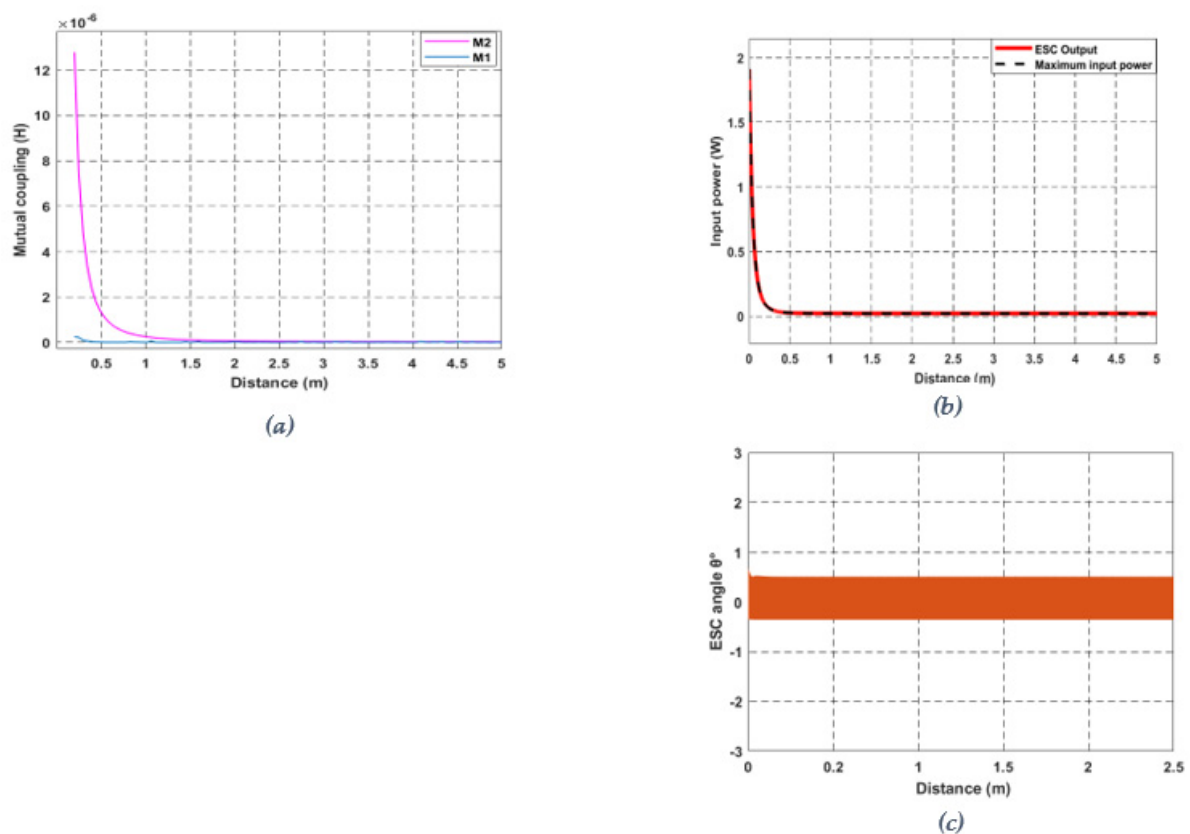 ×10⁻⁶
M2
M1
12
10
8
6
4
2
0
Mutual coupling (H)
0.5 1 1.5 2 2.5 3 3.5 4 4.5 5
Distance (m)
(a)
ESC Output
Maximum input power
2
1.5
1
0.5
0
Input power (W)
0 0.5 1 1.5 2 2.5 3 3.5 4 4.5 5
Distance (m)
(b)
3
2
1
0
-1
-2
-3
ESC angle θ°
0 0.2 1 2 2.5
Distance (m)
(c)